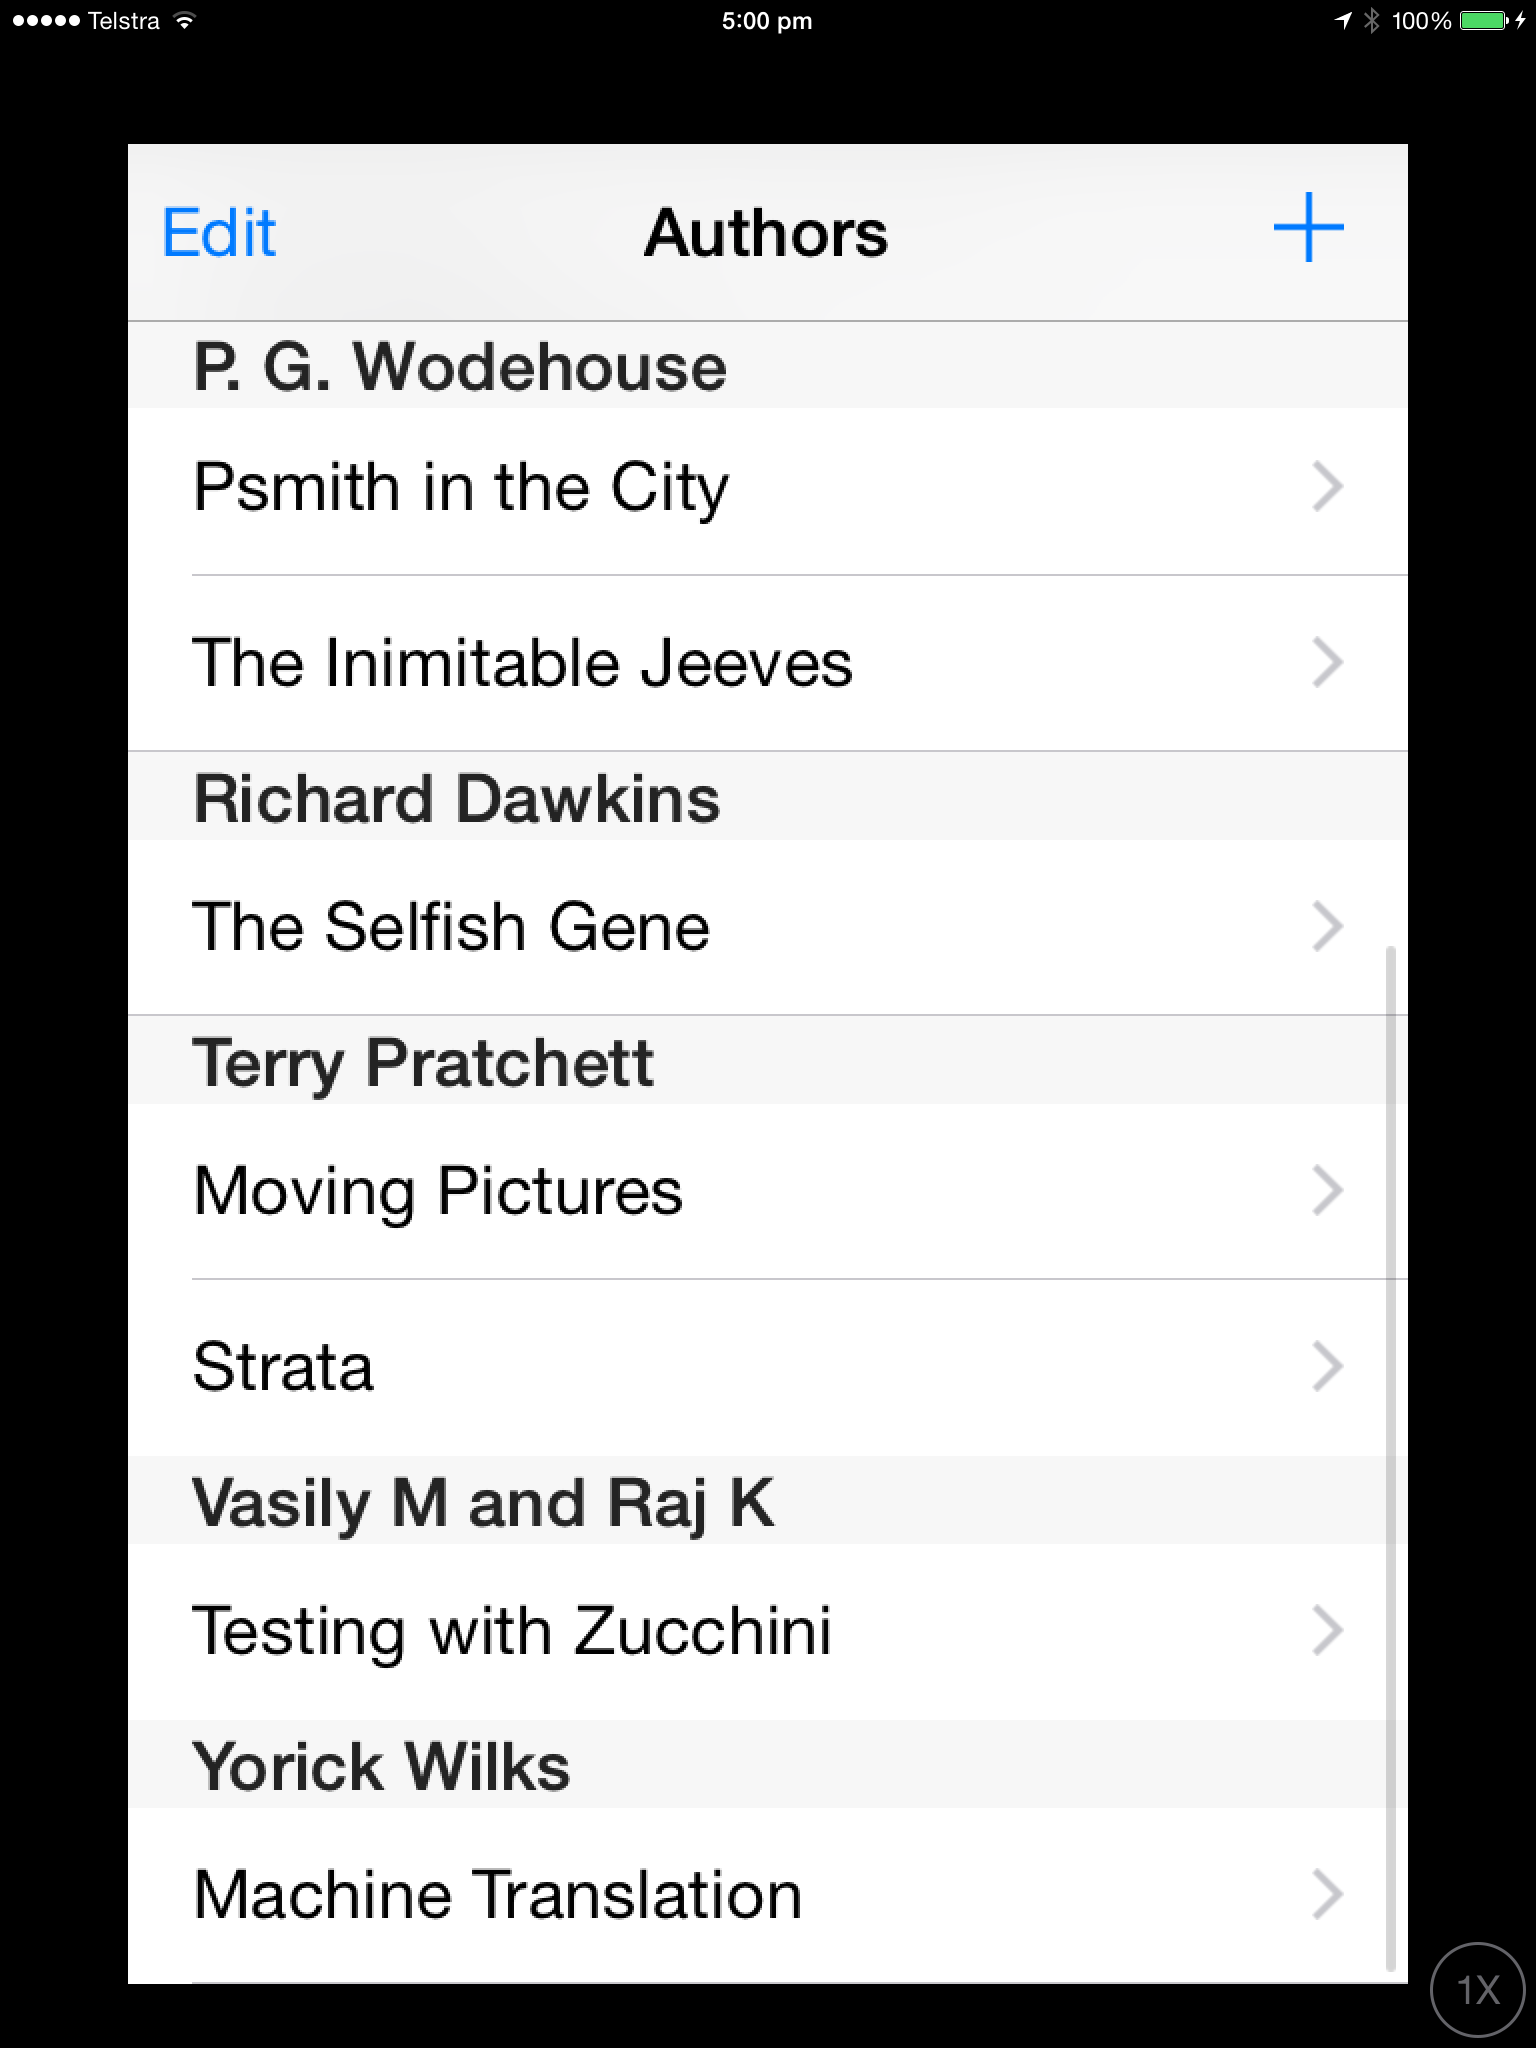 Telstra 5:00 pm 100%
Edit Authors
P. G. Wodehouse
Psmith in the City
The Inimitable Jeeves
Richard Dawkins
The Selfish Gene
Terry Pratchett
Moving Pictures
Strata
Vasily M and Raj K
Testing with Zucchini
Yorick Wilks
Machine Translation
1X